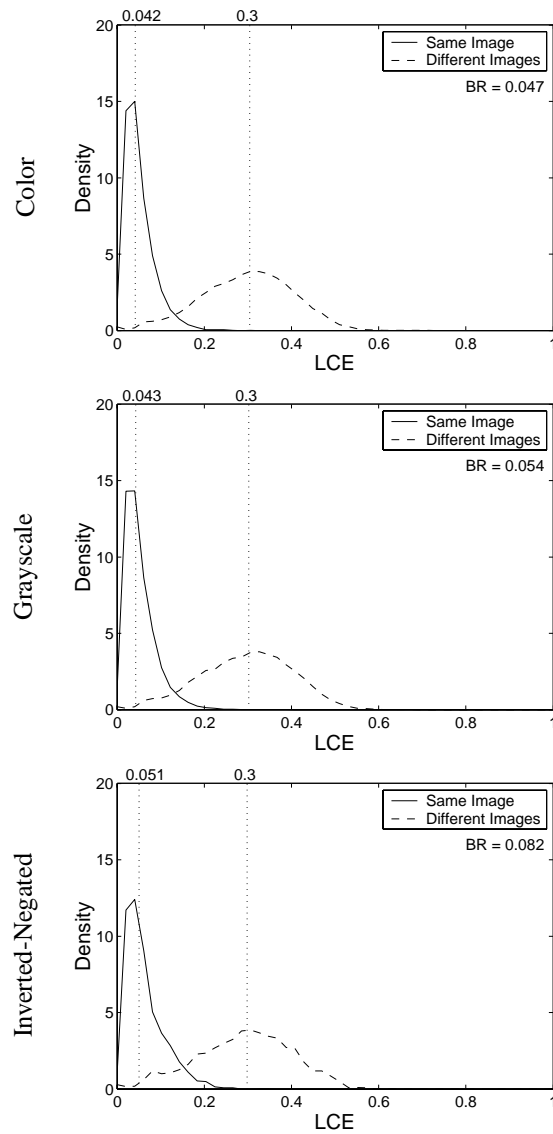 0.042 0.3
20
Same Image
Different Images
BR = 0.047
15
10
5
0
Density
Color
0 0.2 0.4 0.6 0.8 1
LCE
0.043 0.3
20
Same Image
Different Images
BR = 0.054
15
10
5
0
Density
Grayscale
0 0.2 0.4 0.6 0.8 1
LCE
0.051 0.3
20
Same Image
Different Images
BR = 0.082
15
10
5
0
Density
Inverted-Negated
0 0.2 0.4 0.6 0.8 1
LCE